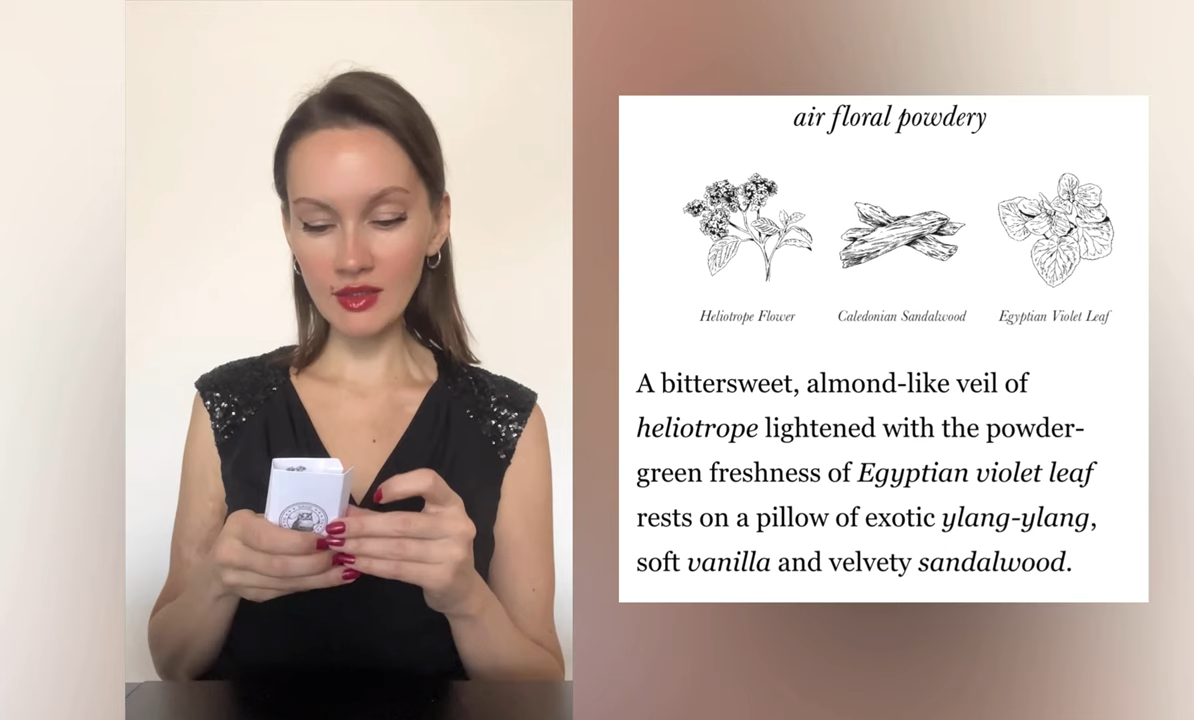 air floral powdery
Heliotrope Flower
Caledonian Sandalwood
Egyptian Violet Leaf
A bittersweet, almond-like veil of
heliotrope lightened with the powder-
green freshness of Egyptian violet leaf
rests on a pillow of exotic ylang-ylang,
soft vanilla and velvety sandalwood.